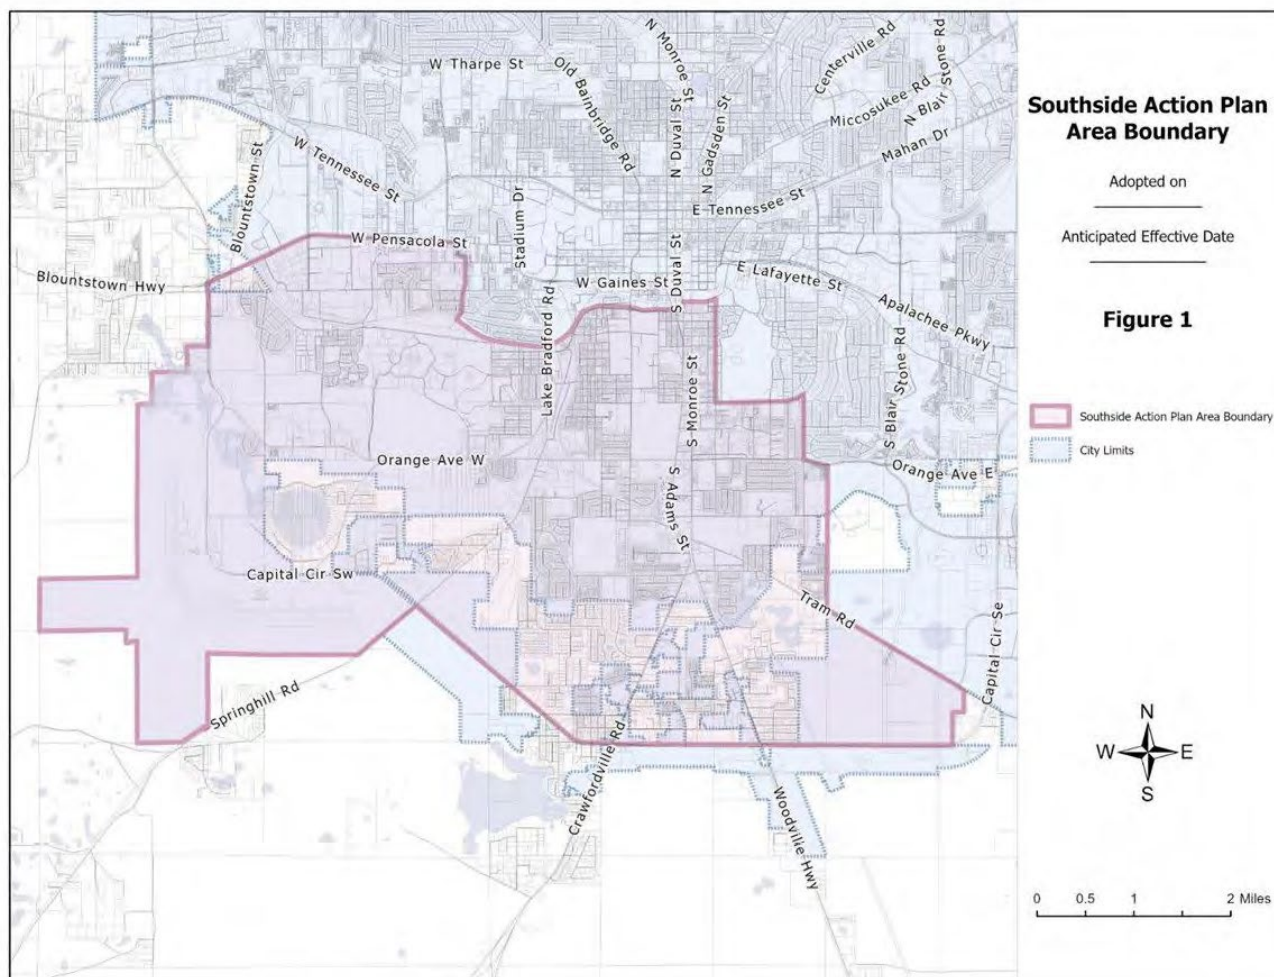 Southside Action Plan
Area Boundary
Adopted on
Anticipated Effective Date
Figure 1
Southside Action Plan Area Boundary
City Limits
N
W E
S
0 0.5 1 2 Miles
W Tharpe St
Old Bainbridge Rd
N Monroe St
Centerville Rd
N Blair Stone Rd
Miccosukee Rd
Mahan Dr
N Duval St
N Gadsden St
W Tennessee St
E Tennessee St
Blountstown St
W Pensacola St
Stadium Dr
S Duval St
Blountstown Hwy
W Gaines St
E Lafayette St
Apalachee Pkwy
Lake Bradford Rd
S Monroe St
S Blair Stone Rd
Orange Ave W
Orange Ave E
S Adams St
Capital Cir Sw
Tram Rd
Capital Cir Se
Springhill Rd
Crawfordville Rd
Woodville Hwy